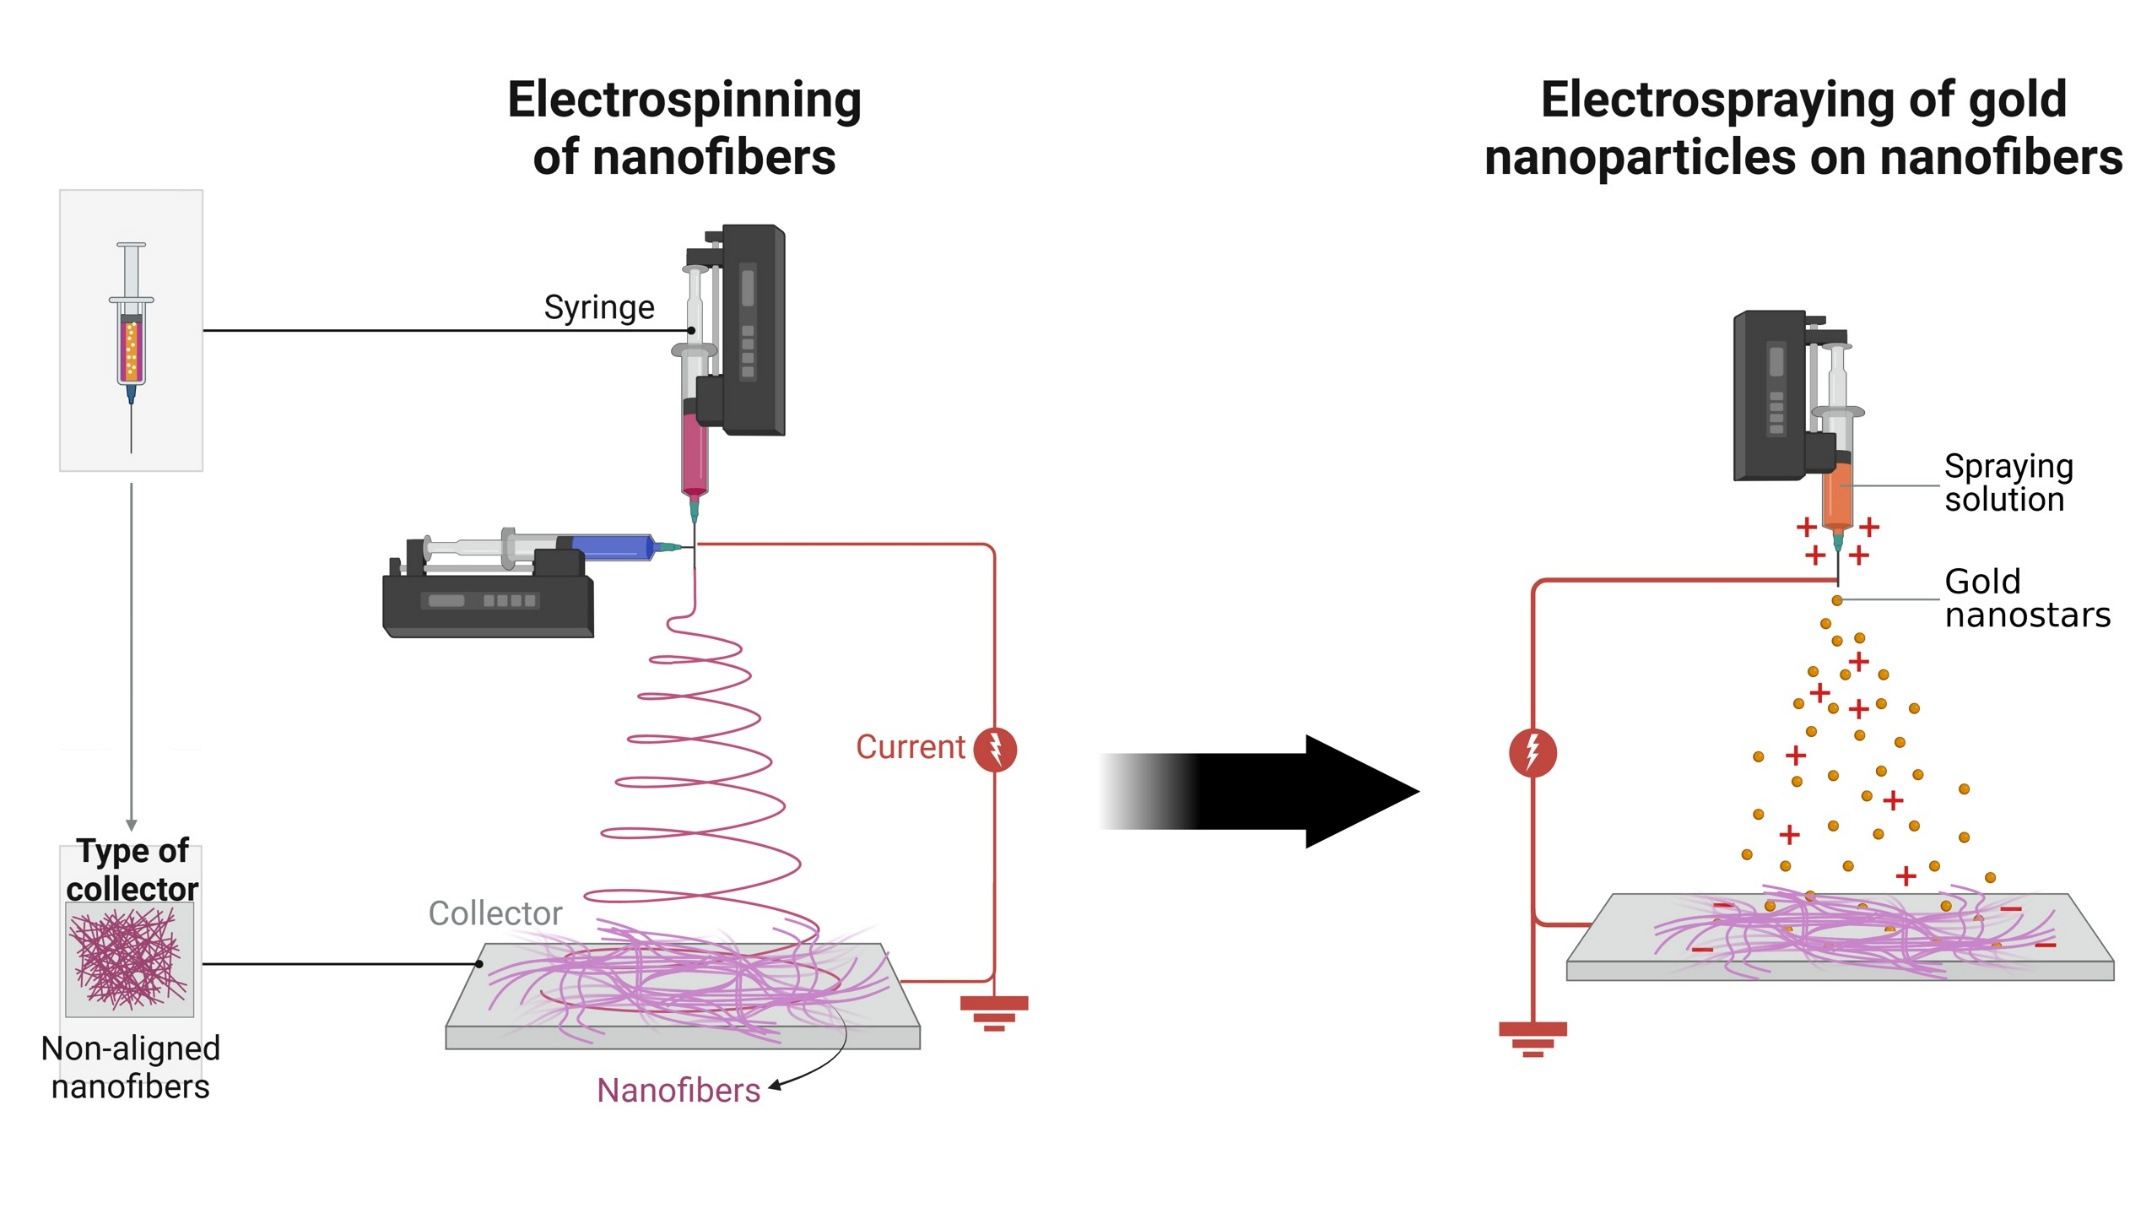 Electrospinning
of nanofibers
Electrospraying of gold
nanoparticles on nanofibers
Syringe
Spraying
solution
Gold
nanostars
Current
Type of
collector
Collector
Non-aligned
nanofibers
Nanofibers